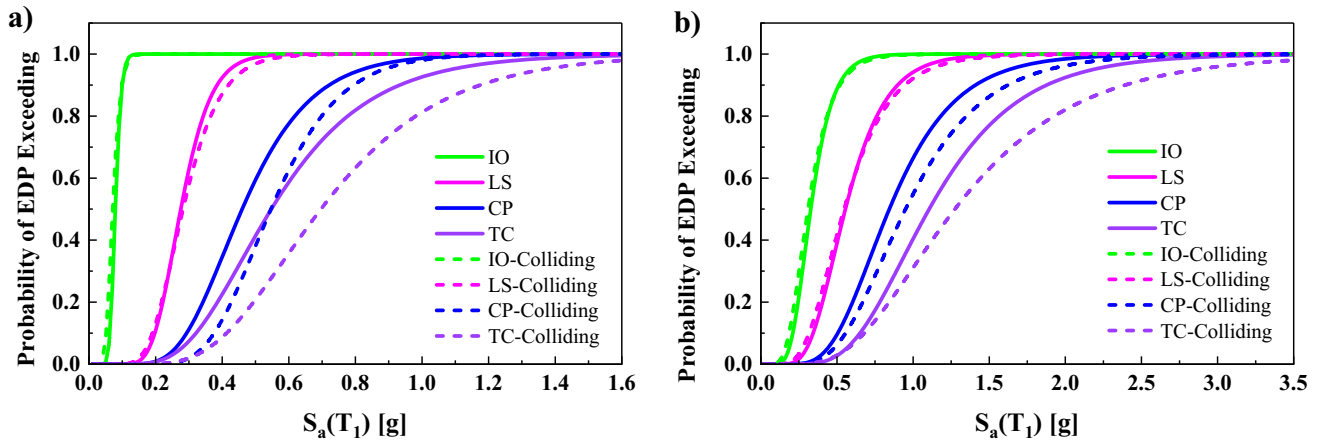 a)
Probability of EDP Exceeding
1.0
0.8
0.6
0.4
0.2
0.0
IO
LS
CP
TC
IO-Colliding
LS-Colliding
CP-Colliding
TC-Colliding
0.0 0.2 0.4 0.6 0.8 1.0 1.2 1.4 1.6
Sa(T1) [g]
b)
Probability of EDP Exceeding
1.0
0.8
0.6
0.4
0.2
0.0
IO
LS
CP
TC
IO-Colliding
LS-Colliding
CP-Colliding
TC-Colliding
0.0 0.5 1.0 1.5 2.0 2.5 3.0 3.5
Sa(T1) [g]